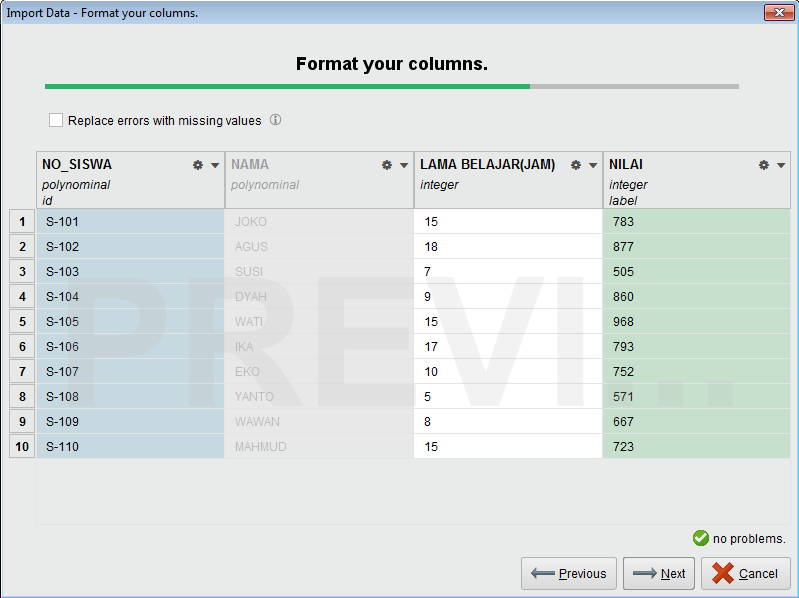 Import Data - Format your columns.
Format your columns.
Replace errors with missing values
NO_SISWA NAMA LAMA BELAJAR(JAM) NILAI
polynominal polynominal integer integer
id label
1 S-101 JOKO 15 783
2 S-102 AGUS 18 877
3 S-103 SUSI 7 505
4 S-104 DYAH 9 860
5 S-105 WATI 15 968
6 S-106 IKA 17 793
7 S-107 EKO 10 752
8 S-108 YANTO 5 571
9 S-109 WAWAN 8 667
10 S-110 MAHMUD 15 723
PREVI...
no problems.
Previous Next Cancel